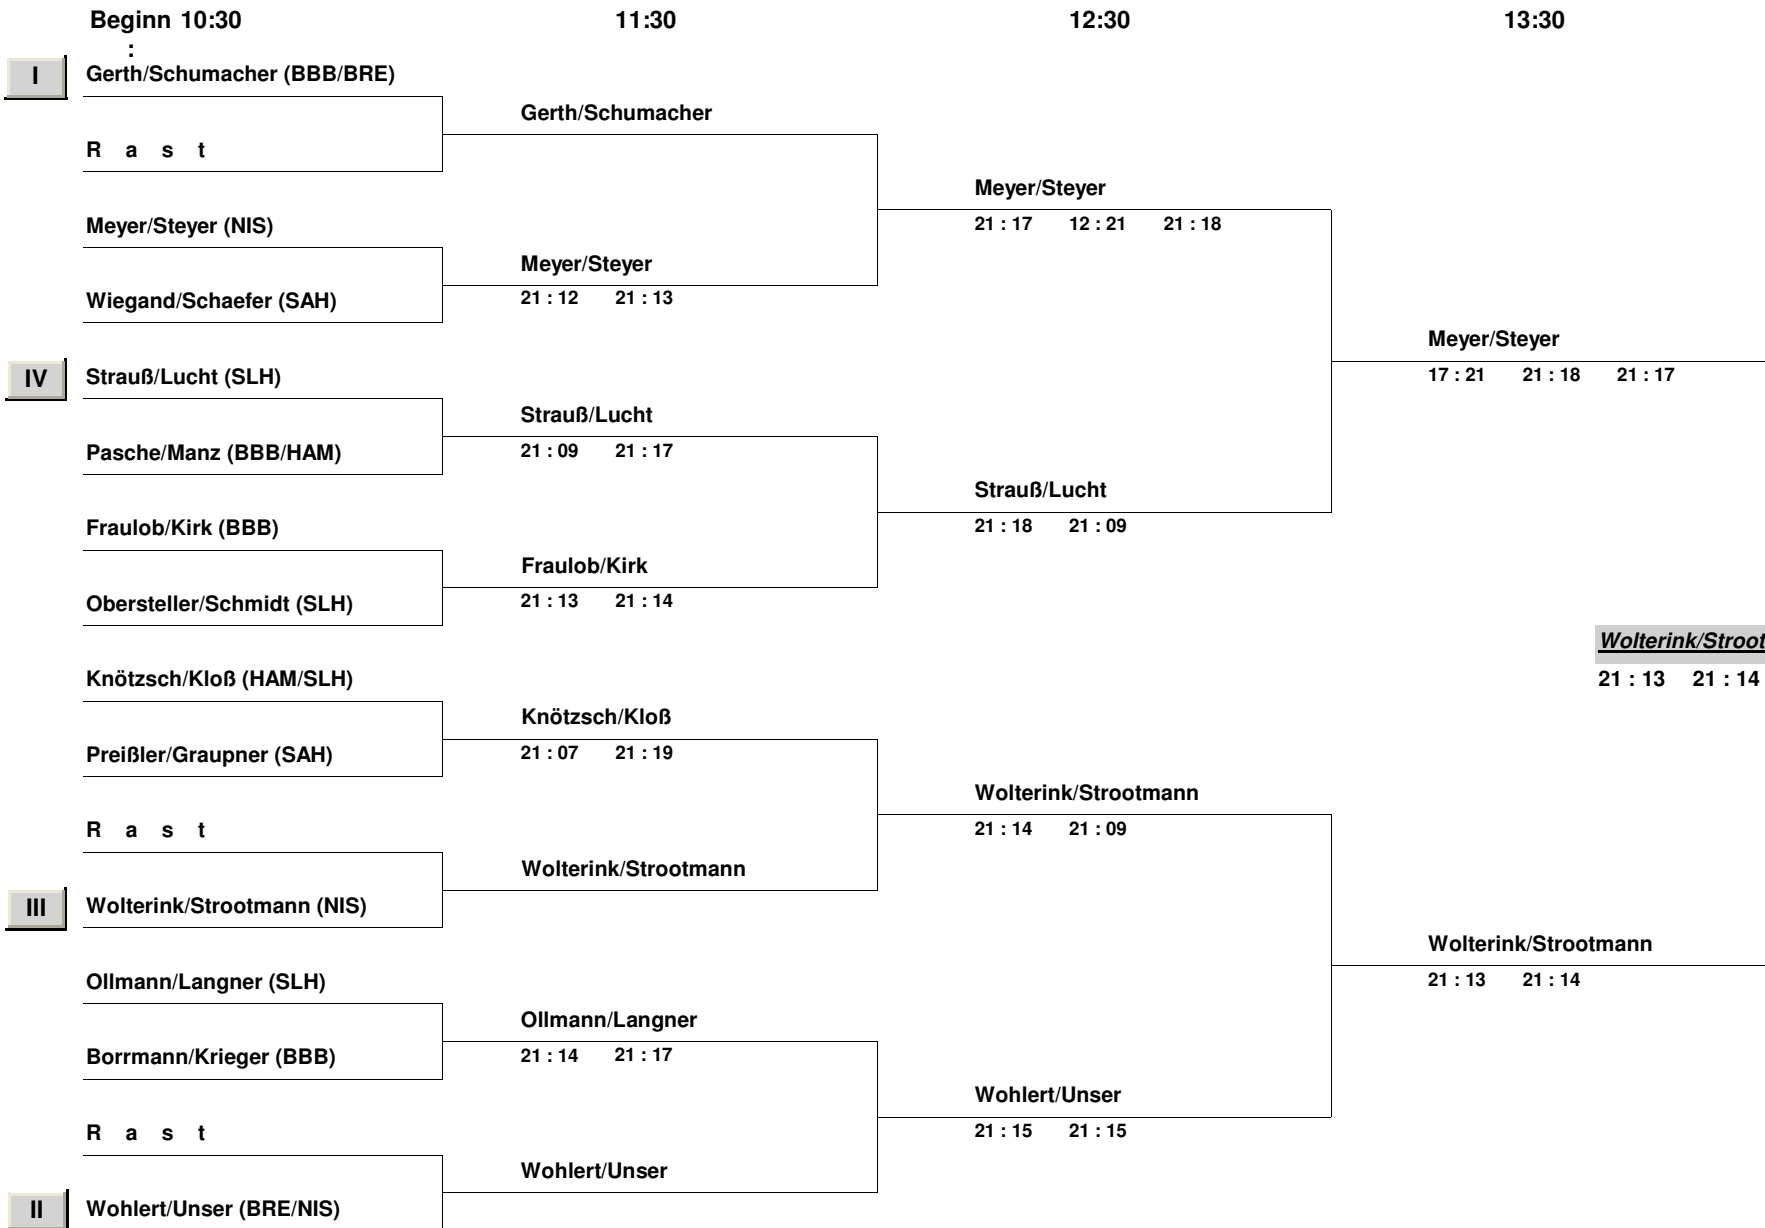 Beginn 10:30 11:30 12:30 13:30
:
I Gerth/Schumacher (BBB/BRE)
Gerth/Schumacher
R a s t
Meyer/Steyer
21 : 17 12 : 21 21 : 18
Meyer/Steyer (NIS)
Meyer/Steyer
21 : 12 21 : 13
Wiegand/Schaefer (SAH)
Meyer/Steyer
17 : 21 21 : 18 21 : 17
IV Strauß/Lucht (SLH)
Strauß/Lucht
21 : 09 21 : 17
Pasche/Manz (BBB/HAM)
Strauß/Lucht
21 : 18 21 : 09
Fraulob/Kirk (BBB)
Fraulob/Kirk
21 : 13 21 : 14
Obersteller/Schmidt (SLH)
Wolterink/Stroot
21 : 13 21 : 14
Knötzsch/Kloß (HAM/SLH)
Knötzsch/Kloß
21 : 07 21 : 19
Preißler/Graupner (SAH)
Wolterink/Strootmann
21 : 14 21 : 09
R a s t
Wolterink/Strootmann
III Wolterink/Strootmann (NIS)
Wolterink/Strootmann
21 : 13 21 : 14
Ollmann/Langner (SLH)
Ollmann/Langner
21 : 14 21 : 17
Borrmann/Krieger (BBB)
Wohlert/Unser
21 : 15 21 : 15
R a s t
Wohlert/Unser
II Wohlert/Unser (BRE/NIS)